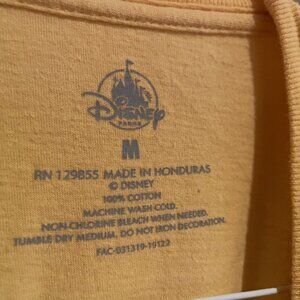 Disney
PARKS
M
RN 129855 MADE IN HONDURAS
© DISNEY
100% COTTON
MACHINE WASH COLD.
NON-CHLORINE BLEACH WHEN NEEDED.
TUMBLE DRY MEDIUM. DO NOT IRON DECORATION.
FAC-031319-19122